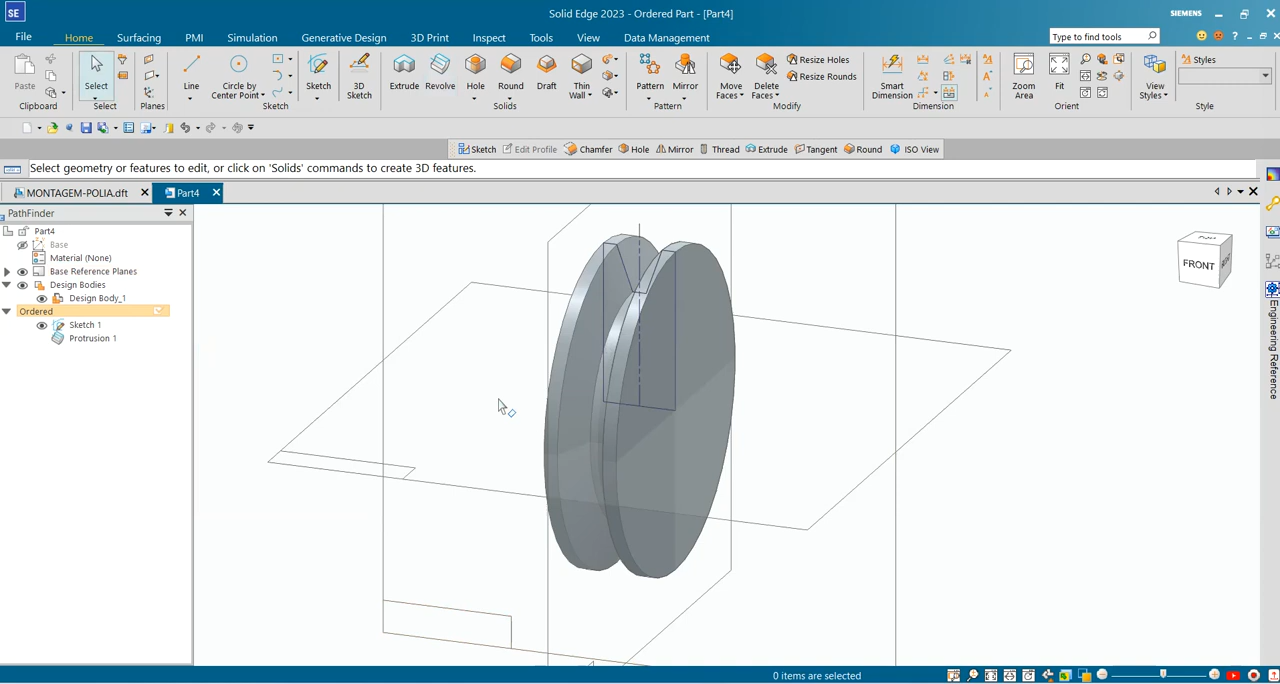 SE
Solid Edge 2023 - Ordered Part - [Part4]
SIEMENS
File Home Surfacing PMI Simulation Generative Design 3D Print Inspect Tools View Data Management
Type to find tools
Paste
Select
Line
Circle by
Center Point
Sketch
3D
Sketch
Extrude
Revolve
Hole
Round
Draft
Thin
Wall
Pattern
Mirror
Move
Faces
Delete
Faces
Resize Holes
Resize Rounds
Smart
Dimension
Zoom
Area
Fit
View
Styles
Styles
Clipboard Select Planes Sketch Solids Pattern Modify Dimension Orient Style
Sketch Edit Profile Chamfer Hole Mirror Thread Extrude Tangent Round ISO View
Select geometry or features to edit, or click on 'Solids' commands to create 3D features.
MONTAGEM-POLIA.dft Part4
PathFinder
Part4
Base
Material (None)
Base Reference Planes
Design Bodies
Design Body_1
Ordered
Sketch 1
Protrusion 1
FRONT
Engineering Reference
0 items are selected